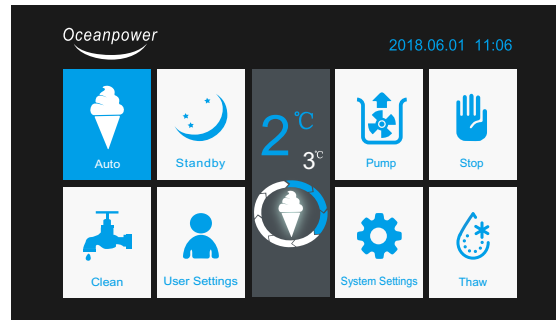 Oceanpower
2018.06.01 11:06
Auto
Standby
2℃
3℃
Pump
Stop
Clean
User Settings
System Settings
Thaw